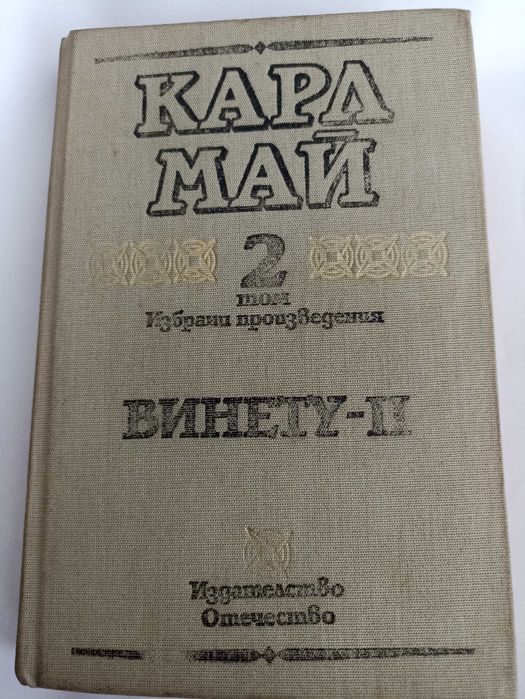 КАРЛ
МАЙ
2
том
Избрани произведения
ВИНЕТУ-II
Издателство
Отечество